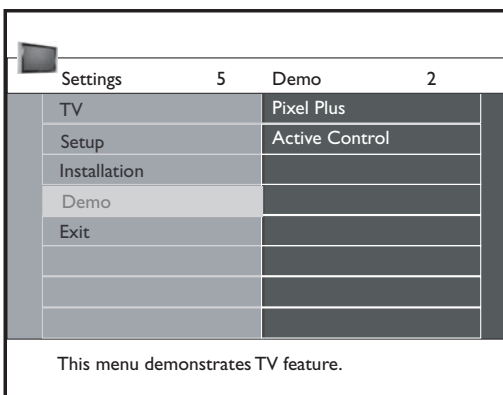 Settings 5 Demo 2
TV Pixel Plus
Setup Active Control
Installation
Demo
Exit
This menu demonstrates TV feature.